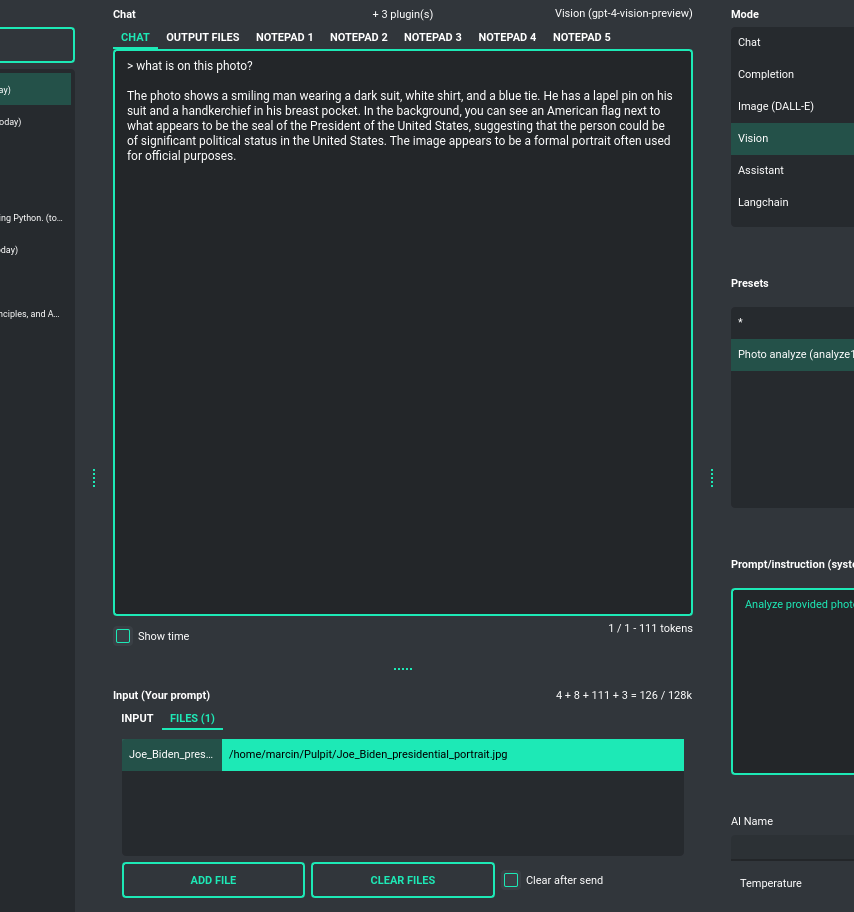 Chat
+ 3 plugin(s)
Vision (gpt-4-vision-preview)
CHAT OUTPUT FILES NOTEPAD 1 NOTEPAD 2 NOTEPAD 3 NOTEPAD 4 NOTEPAD 5
> what is on this photo?
The photo shows a smiling man wearing a dark suit, white shirt, and a blue tie. He has a lapel pin on his
suit and a handkerchief in his breast pocket. In the background, you can see an American flag next to
what appears to be the seal of the President of the United States, suggesting that the person could be
of significant political status in the United States. The image appears to be a formal portrait often used
for official purposes.
ay)
oday)
ing Python. (to...
oday)
nciples, and A...
Show time
1 / 1 - 111 tokens
Input (Your prompt)
4 + 8 + 111 + 3 = 126 / 128k
INPUT FILES (1)
Joe_Biden_pres... /home/marcin/Pulpit/Joe_Biden_presidential_portrait.jpg
ADD FILE CLEAR FILES Clear after send
Mode
Chat
Completion
Image (DALL-E)
Vision
Assistant
Langchain
Presets
*
Photo analyze (analyze1
Prompt/instruction (syst
Analyze provided phot
AI Name
Temperature